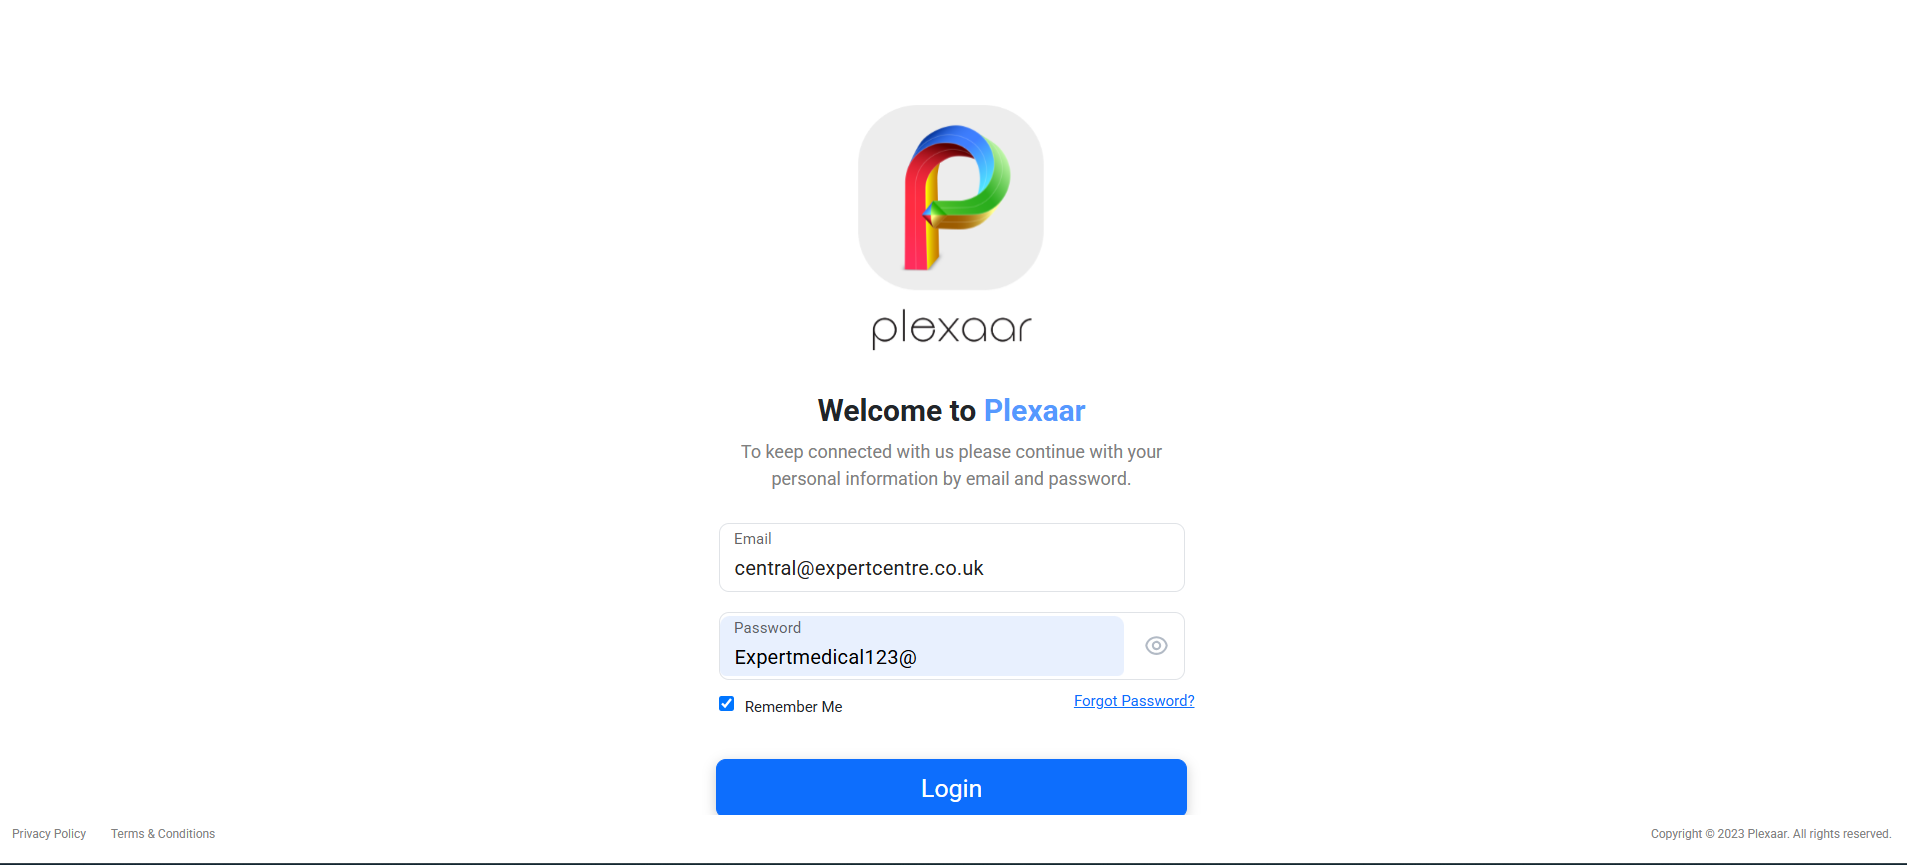 plexaar
Welcome to Plexaar
To keep connected with us please continue with your
personal information by email and password.
Email
central@expertcentre.co.uk
Password
Expertmedical123@
Remember Me
Forgot Password?
Login
Privacy Policy
Terms & Conditions
Copyright © 2023 Plexaar. All rights reserved.